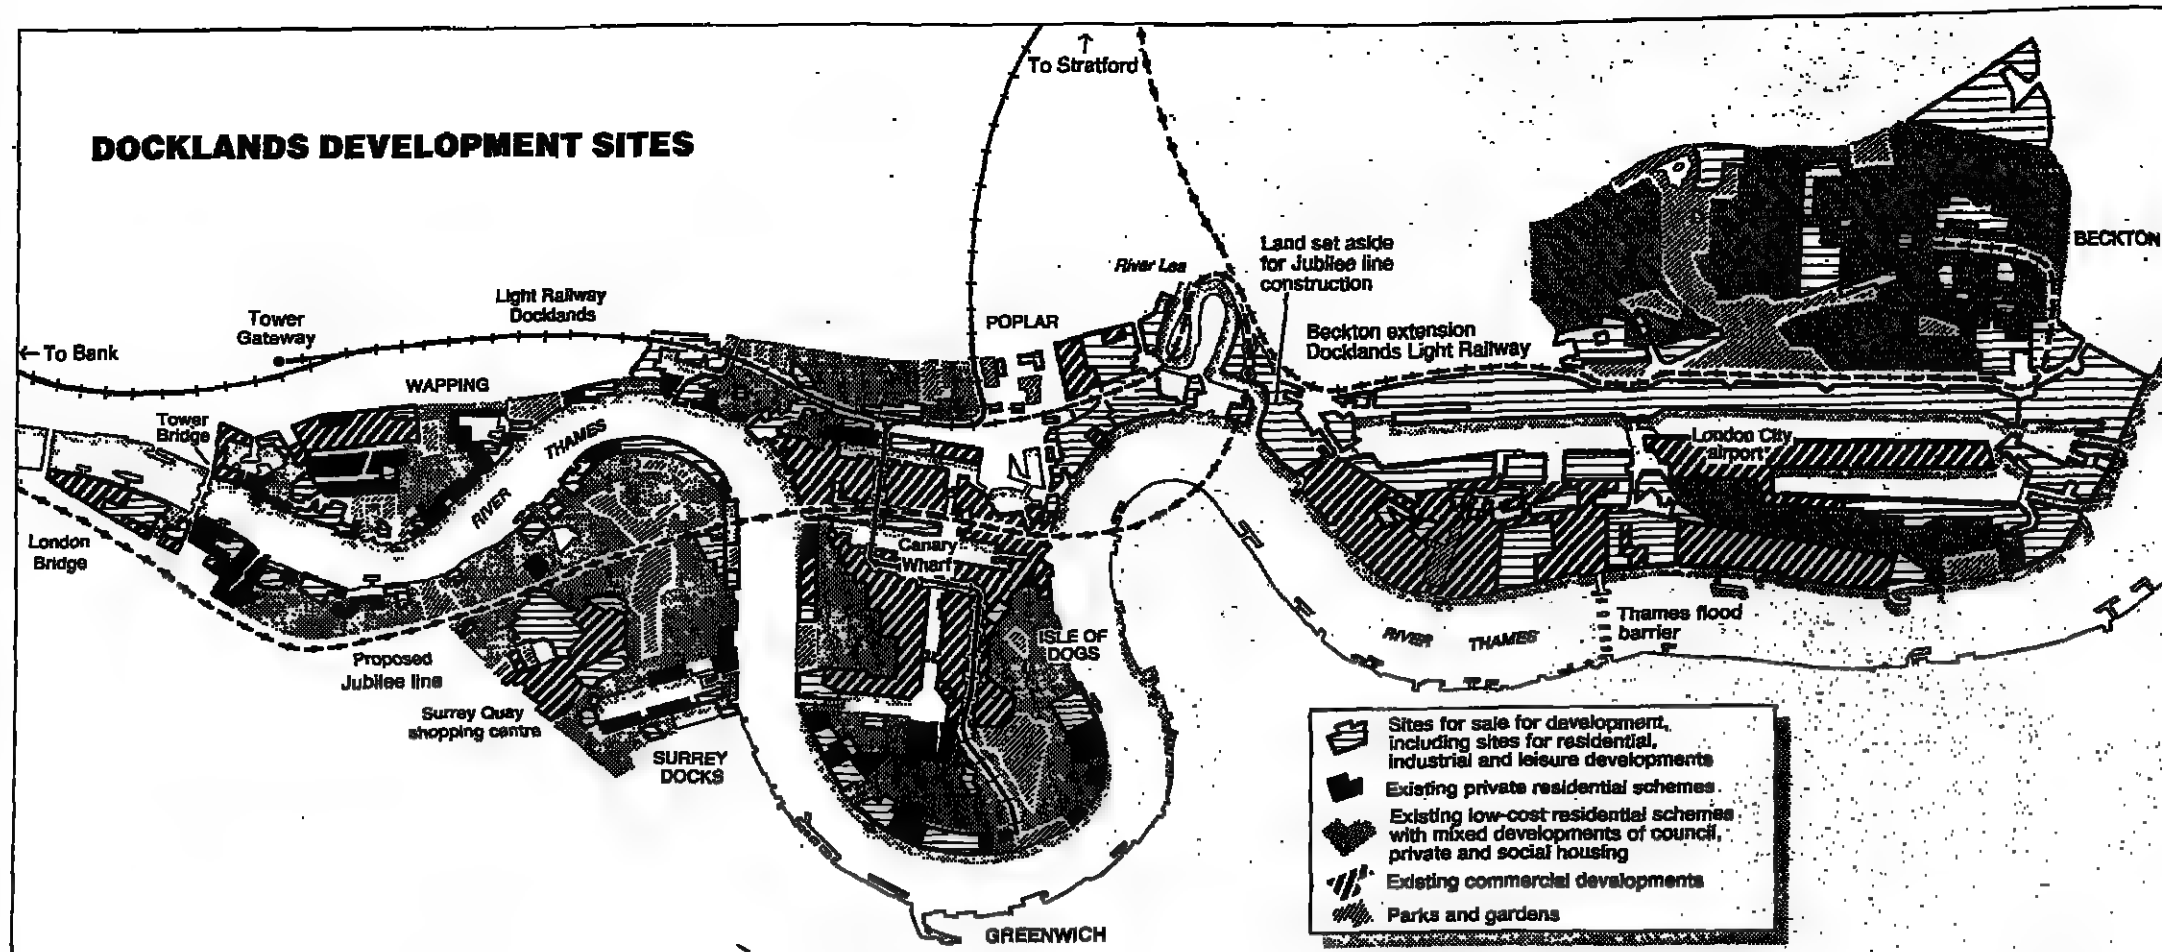 DOCKLANDS DEVELOPMENT SITES
↑
To Stratford
River Lea
Land set aside
for Jubilee line
construction
BECKTON
Light Railway
Docklands
Tower
Gateway
← To Bank
POPLAR
Beckton extension
Docklands Light Railway
WAPPING
Tower
Bridge
THAMES
RIVER
London City
airport
London
Bridge
Canary
Wharf
Proposed
Jubilee line
ISLE OF
DOGS
Thames flood
barrier
RIVER THAMES
Surrey Quay
shopping centre
SURREY
DOCKS
GREENWICH
Sites for sale for development,
including sites for residential,
industrial and leisure developments
Existing private residential schemes
Existing low-cost residential schemes
with mixed developments of council,
private and social housing
Existing commercial developments
Parks and gardens